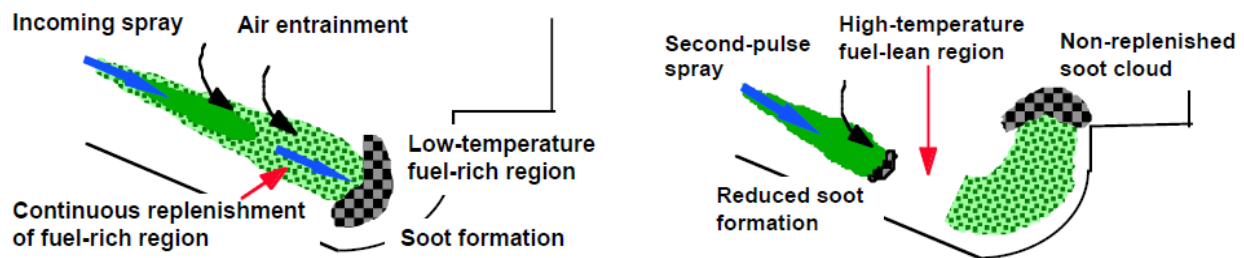 Incoming spray
Air entrainment
Low-temperature
fuel-rich region
Continuous replenishment
of fuel-rich region
Soot formation
Second-pulse
spray
High-temperature
fuel-lean region
Non-replenished
soot cloud
Reduced soot
formation